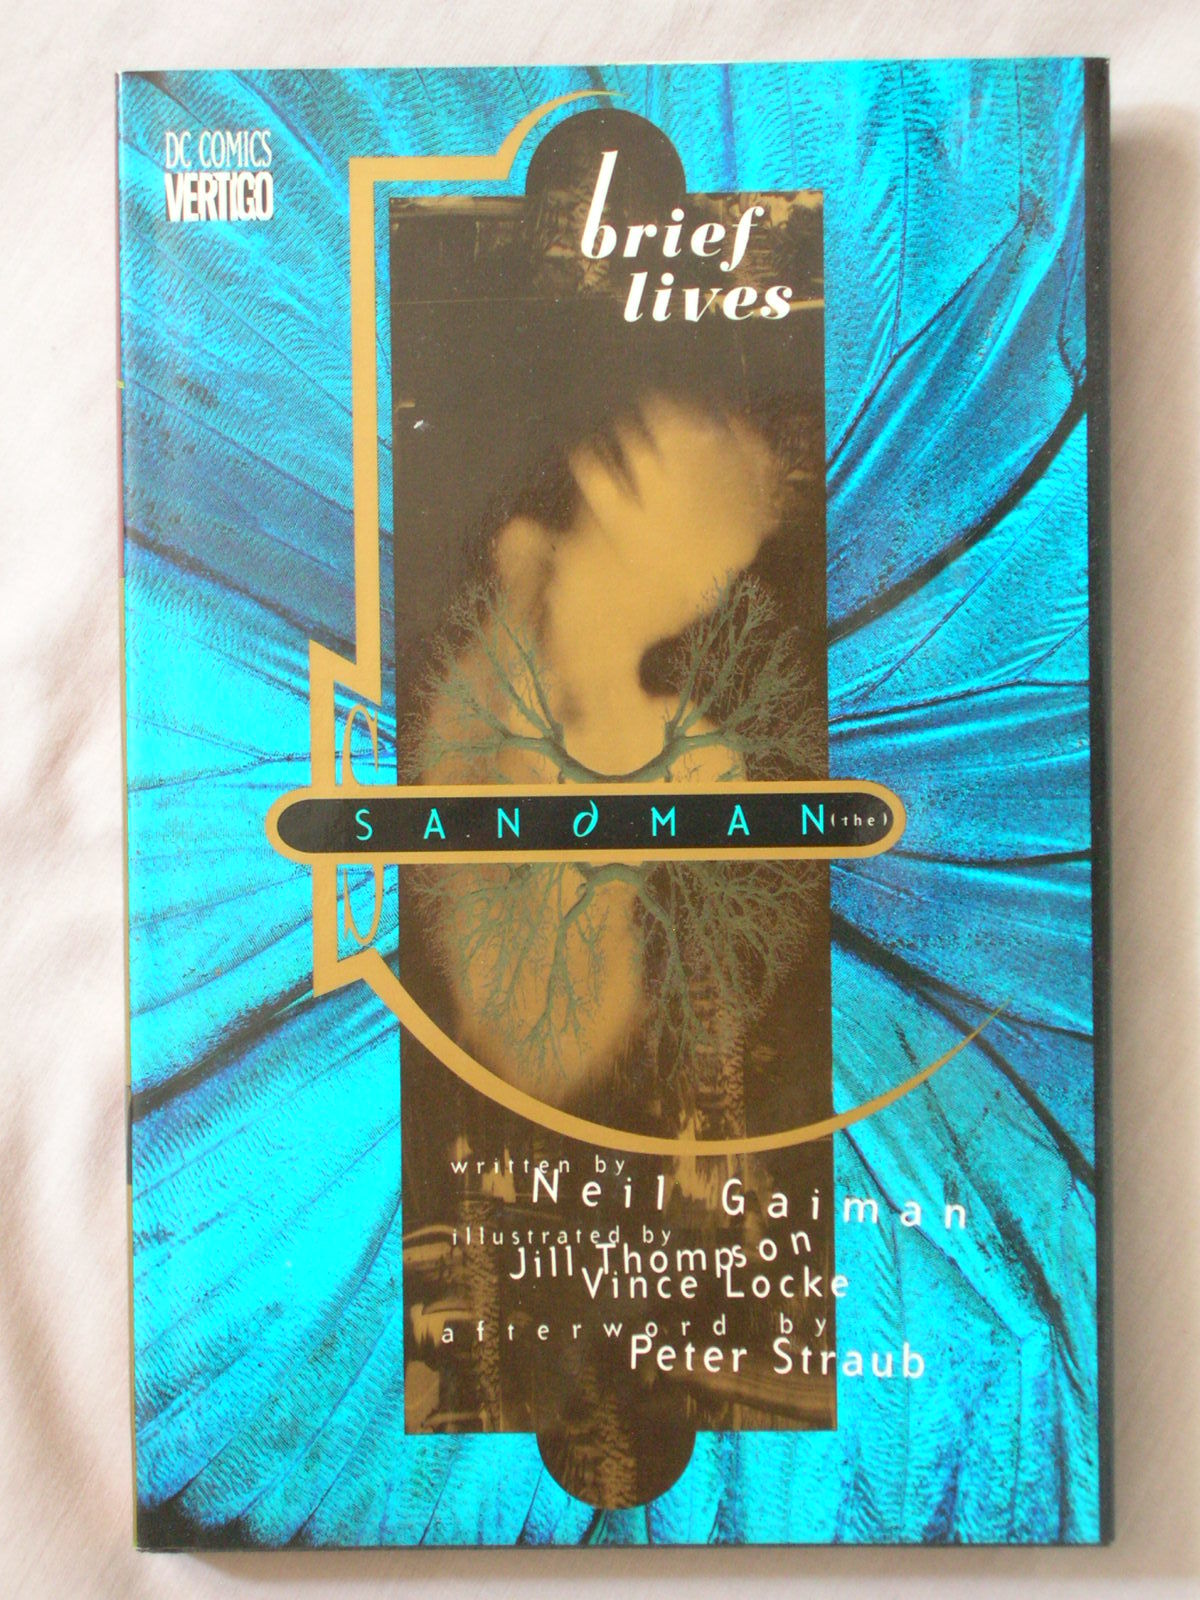 DC COMICS
VERTIGO
brief
lives
SANDMAN (the)
written by
Neil Gaiman
illustrated by
Jill Thompson
Vince Locke
afterword by
Peter Straub